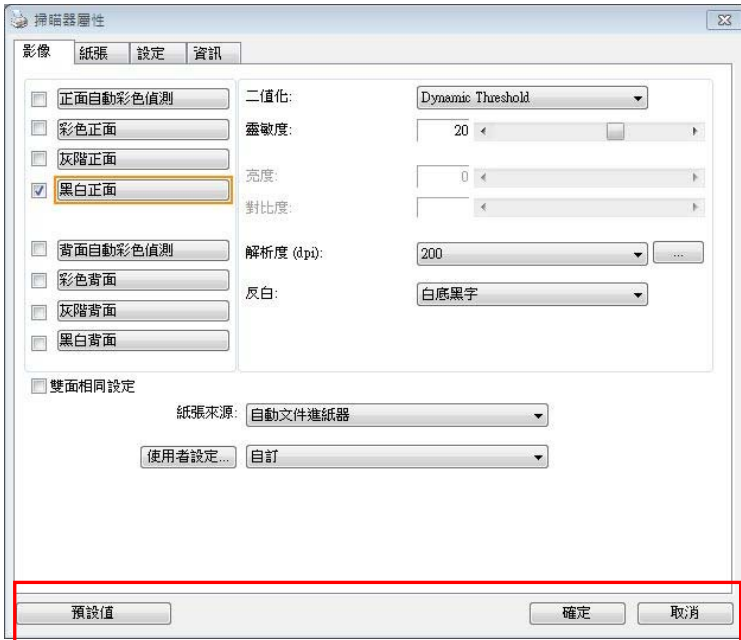 掃瞄器屬性
影像 紙張 設定 資訊
正面自動彩色偵測
彩色正面
灰階正面
黑白正面
背面自動彩色偵測
彩色背面
灰階背面
黑白背面
二值化: Dynamic Threshold
靈敏度: 20
亮度: 0
對比度:
解析度 (dpi): 200 ...
反白: 白底黑字
雙面相同設定
紙張來源: 自動文件進紙器
使用者設定... 自訂
預設值 確定 取消